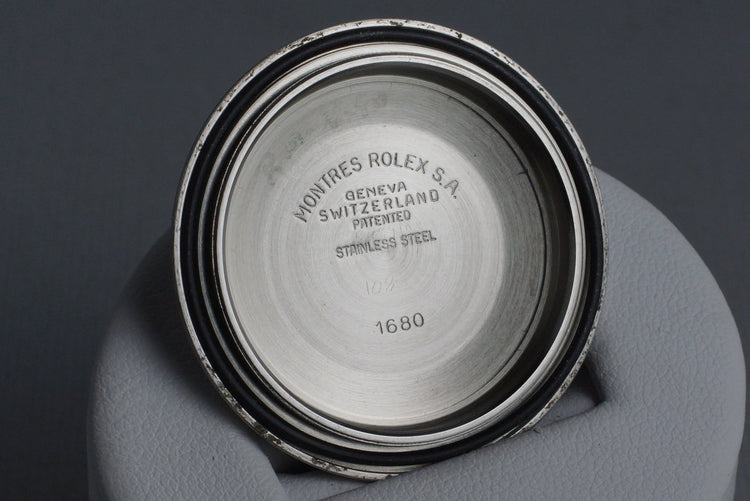 MONTRES ROLEX S.A.
GENEVA
SWITZERLAND
PATENTED
STAINLESS STEEL
1680